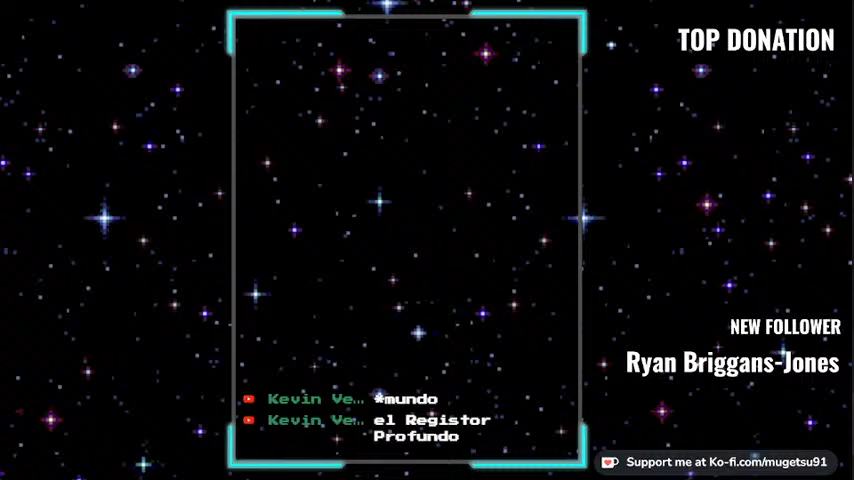 TOP DONATION
NEW FOLLOWER
Ryan Briggans-Jones
Kevin Ve… *mundo
Kevin Ve… el Registor
Profundo
Support me at Ko-fi.com/mugetsu91